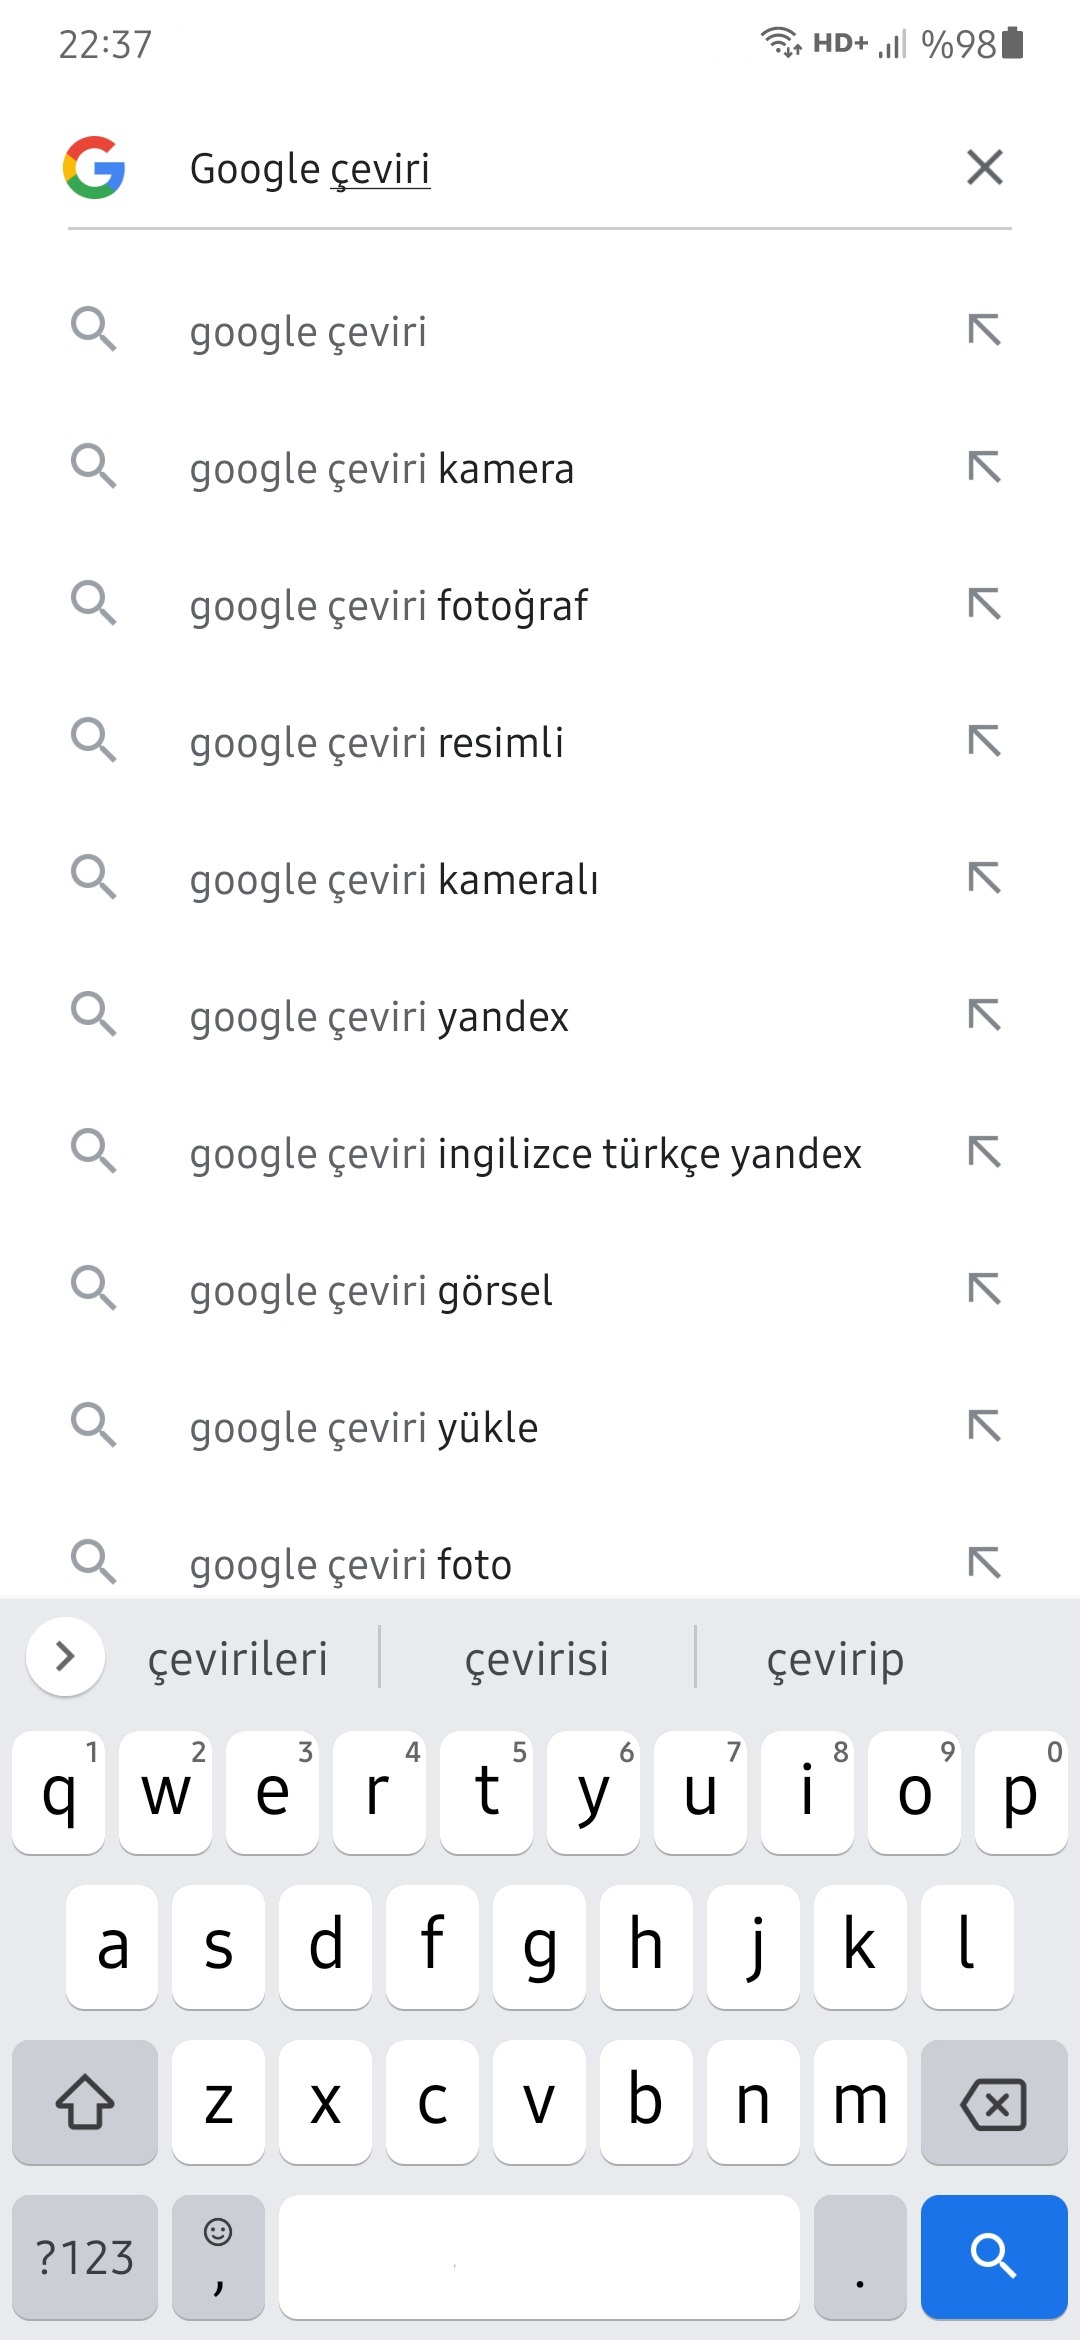 22:37 HD+ %98
Google çeviri
google çeviri
google çeviri kamera
google çeviri fotoğraf
google çeviri resimli
google çeviri kameralı
google çeviri yandex
google çeviri ingilizce türkçe yandex
google çeviri görsel
google çeviri yükle
google çeviri foto
çevirileri çevirisi çevirip
1 2 3 4 5 6 7 8 9 0
q w e r t y u i o p
a s d f g h j k l
z x c v b n m
?123 , .